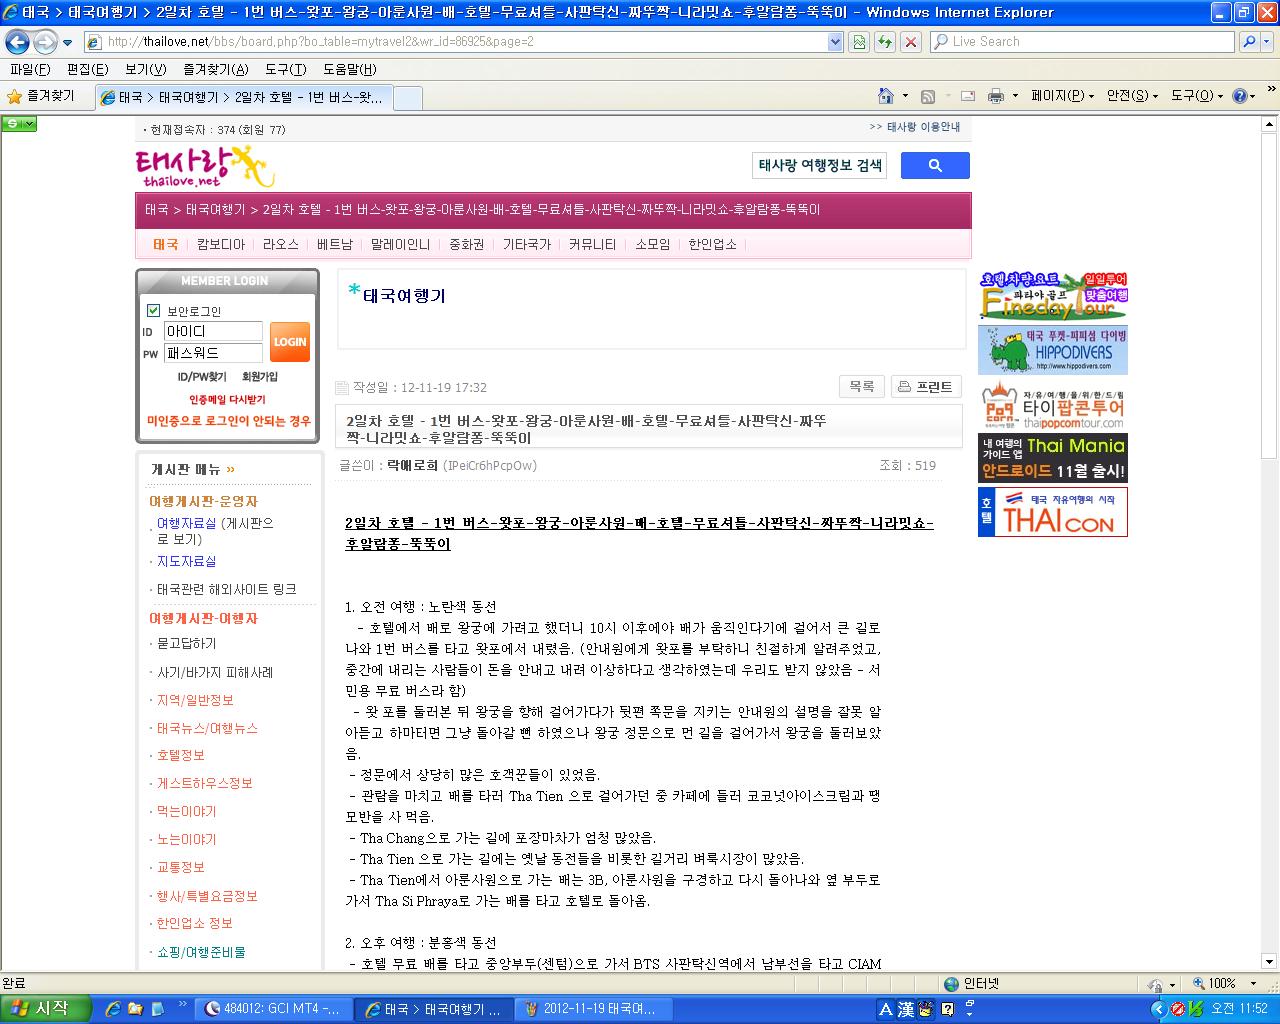 태국 > 태국여행기 > 2일차 호텔 - 1번 버스-왓포-왕궁-아룬사원-배-호텔-무료셔틀-사판탁신-짜뚜짝-니라밋쇼-후알람퐁-뚝뚝이 - Windows Internet Explorer
http://thailove.net/bbs/board.php?bo_table=mytravel2&wr_id=86925&page=2
Live Search
파일(F) 편집(E) 보기(V) 즐겨찾기(A) 도구(T) 도움말(H)
즐겨찾기
태국 > 태국여행기 > 2일차 호텔 - 1번 버스-왓...
페이지(P) 안전(S) 도구(O)
· 현재접속자 : 374 (회원 77)
>> 태사랑 이용안내
태사랑
thailove.net
태사랑 여행정보 검색
태국 > 태국여행기 > 2일차 호텔 - 1번 버스-왓포-왕궁-아룬사원-배-호텔-무료셔틀-사판탁신-짜뚜짝-니라밋쇼-후알람퐁-뚝뚝이
태국 캄보디아 라오스 베트남 말레이인니 중화권 기타국가 커뮤니티 소모임 한인업소
MEMBER LOGIN
보안로그인
ID 아이디
PW 패스워드
LOGIN
ID/PW찾기 회원가입
인증메일 다시받기
미인증으로 로그인이 안되는 경우
게시판 메뉴 »
여행게시판-운영자
· 여행자료실 (게시판으
로 보기)
· 지도자료실
· 태국관련 해외사이트 링크
여행게시판-여행자
· 묻고답하기
· 사기/바가지 피해사례
· 지역/일반정보
· 태국뉴스/여행뉴스
· 호텔정보
· 게스트하우스정보
· 먹는이야기
· 노는이야기
· 교통정보
· 행사/특별요금정보
· 한인업소 정보
· 쇼핑/여행준비물
*태국여행기
작성일 : 12-11-19 17:32
목록 프린트
2일차 호텔 - 1번 버스-왓포-왕궁-아룬사원-배-호텔-무료셔틀-사판탁신-짜뚜
짝-니라밋쇼-후알람퐁-뚝뚝이
글쓴이 : 락애로희 (IPeiCr6hPcpOw)
조회 : 519
2일차 호텔 - 1번 버스-왓포-왕궁-아룬사원-배-호텔-무료셔틀-사판탁신-짜뚜짝-니라밋쇼-
후알람퐁-뚝뚝이
1. 오전 여행 : 노란색 동선
- 호텔에서 배로 왕궁에 가려고 했더니 10시 이후에야 배가 움직인다기에 걸어서 큰 길로
나와 1번 버스를 타고 왓포에서 내렸음. (안내원에게 왓포를 부탁하니 친절하게 알려주었고,
중간에 내리는 사람들이 돈을 안내고 내려 이상하다고 생각하였는데 우리도 받지 않았음 - 서
민용 무료 버스라 함)
- 왓 포를 둘러본 뒤 왕궁을 향해 걸어가다가 뒷편 쪽문을 지키는 안내원의 설명을 잘못 알
아듣고 하마터면 그냥 돌아갈 뻔 하였으나 왕궁 정문으로 먼 길을 걸어가서 왕궁을 둘러보았
음.
- 정문에서 상당히 많은 호객꾼들이 있었음.
- 관람을 마치고 배를 타러 Tha Tien 으로 걸어가던 중 카페에 들러 코코넛아이스크림과 땡
모반을 사 먹음.
- Tha Chang으로 가는 길에 포장마차가 엄청 많았음.
- Tha Tien 으로 가는 길에는 옛날 동전들을 비롯한 길거리 벼룩시장이 많았음.
- Tha Tien에서 아룬사원으로 가는 배는 3B, 아룬사원을 구경하고 다시 돌아나와 옆 부두로
가서 Tha Si Phraya로 가는 배를 타고 호텔로 돌아옴.
2. 오후 여행 : 분홍색 동선
- 호텔 무료 배를 타고 중앙부두(센텀)으로 가서 BTS 사판탁신역에서 남부선을 타고 CIAM
호텔.차량.요트 일일투어
파타야 골프 맞춤여행
Fineday Tour
태국 푸켓-피피섬 다이빙
HIPPODIVERS
http://www.hippodivers.com
자·유·여·행·을·위·한·드·림
타이팝콘투어
thaipopcorntour.com
내 여행의
가이드 앱 Thai Mania
안드로이드 11월 출시!
호텔 태국 자유여행의 시작
THAI CON
완료
인터넷
100%
시작
484012: GCI MT4 -...
태국 > 태국여행기 ...
2012-11-19 태국여...
A 漢
오전 11:52